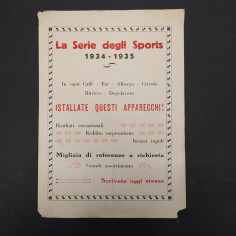 La Serie degli Sports
1934 - 1935
In ogni Caffè - Bar - Albergo - Circolo
Ritrovo - Dopolavoro
ISTALLATE QUESTI APPARECCHI!
Risultati eccezionali
Reddito sorprendente
Incassi rapidi
Migliaia di referenze a richiesta
Grande assortimento
Scrivete oggi stesso